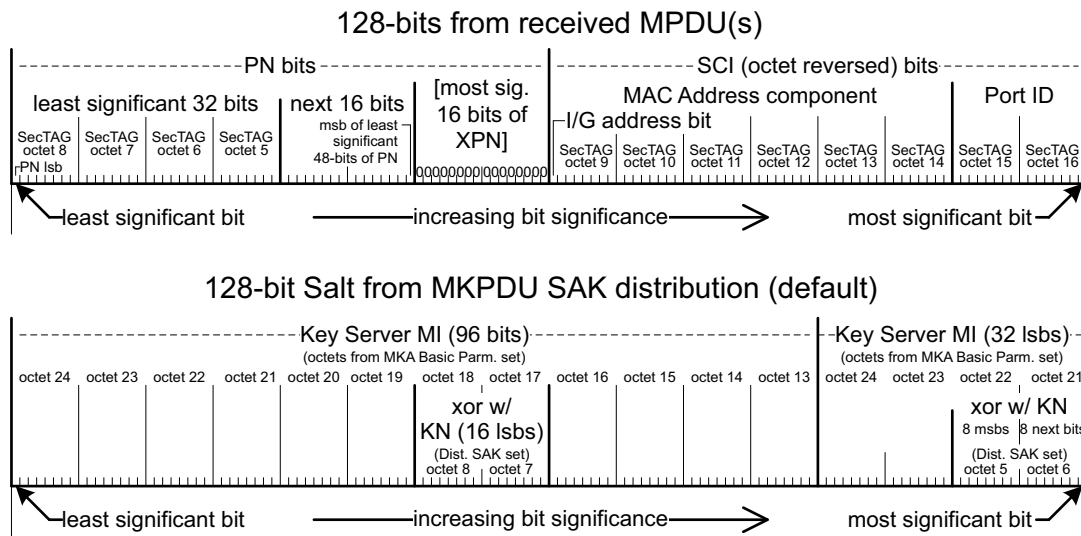 128-bits from received MPDU(s)
PN bits
SCI (octet reversed) bits
least significant 32 bits
next 16 bits
[most sig.
16 bits of
XPN]
MAC Address component
Port ID
msb of least
significant
48-bits of PN
I/G address bit
SecTAG SecTAG SecTAG SecTAG
octet 8 octet 7 octet 6 octet 5
SecTAG SecTAG SecTAG SecTAG SecTAG SecTAG SecTAG SecTAG
octet 9 octet 10 octet 11 octet 12 octet 13 octet 14 octet 15 octet 16
PN lsb
00000000 00000000
least significant bit increasing bit significance most significant bit
128-bit Salt from MKPDU SAK distribution (default)
Key Server MI (96 bits) Key Server MI (32 lsbs)
(octets from MKA Basic Parm. set) (octets from MKA Basic Parm. set)
octet 24 octet 23 octet 22 octet 21 octet 20 octet 19 octet 18 octet 17 octet 16 octet 15 octet 14 octet 13 octet 24 octet 23 octet 22 octet 21
xor w/
KN (16 lsbs)
(Dist. SAK set)
octet 8 octet 7
xor w/ KN
8 msbs 8 next bits
(Dist. SAK set)
octet 5 octet 6
least significant bit increasing bit significance most significant bit